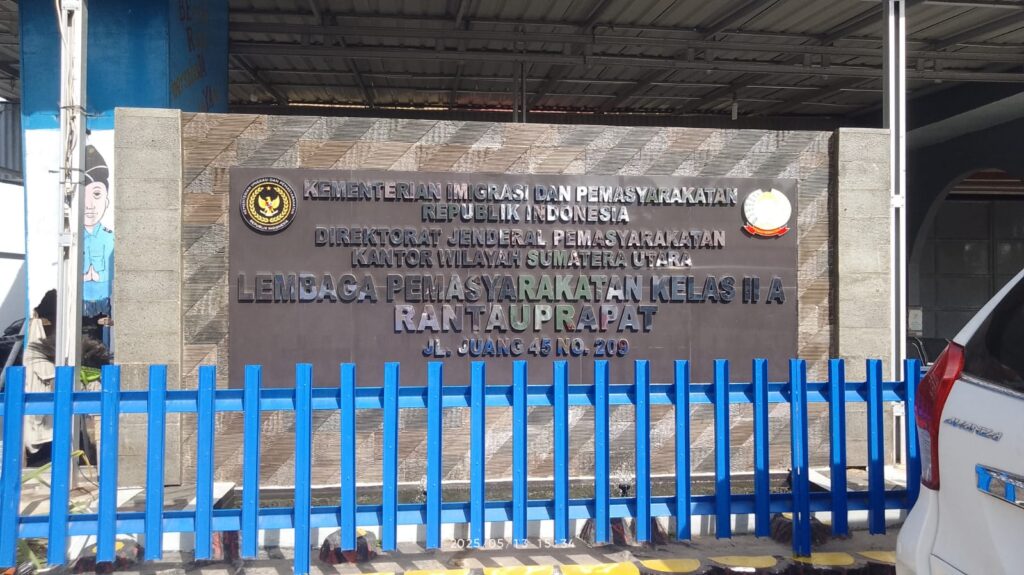 KEMENTERIAN IMIGRASI DAN PEMASYARAKATAN
REPUBLIK INDONESIA
DIREKTORAT JENDERAL PEMASYARAKATAN
KANTOR WILAYAH SUMATERA UTARA
LEMBAGA PEMASYARAKATAN KELAS II A
RANTAUPRAPAT
JL. JUANG 45 NO. 209
AVANZA
2025/05/13 15:34